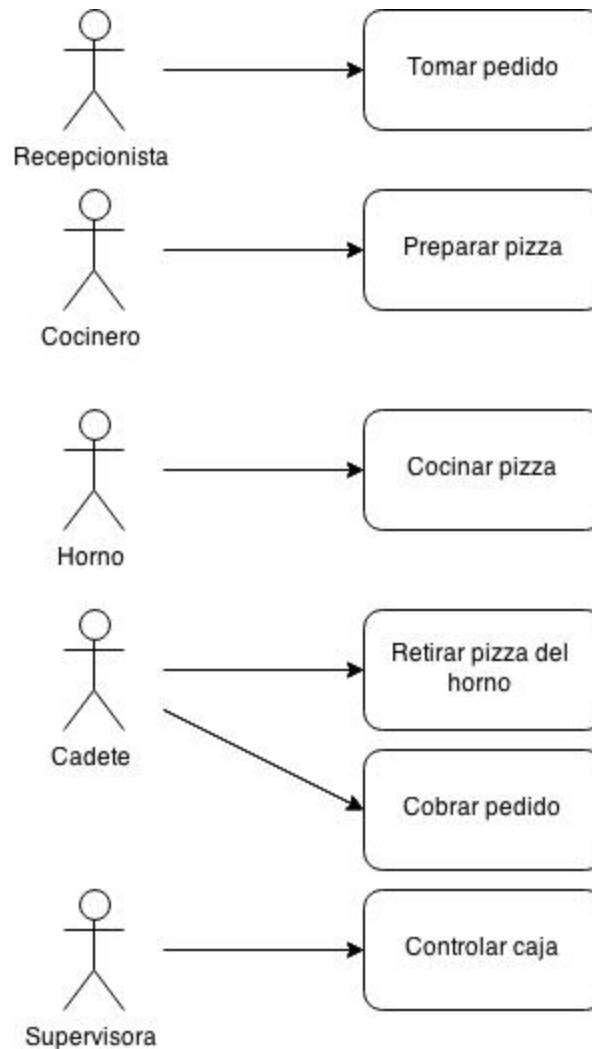 Tomar pedido
Recepcionista
Preparar pizza
Cocinero
Cocinar pizza
Horno
Retirar pizza del
horno
Cadete
Cobrar pedido
Controlar caja
Supervisora